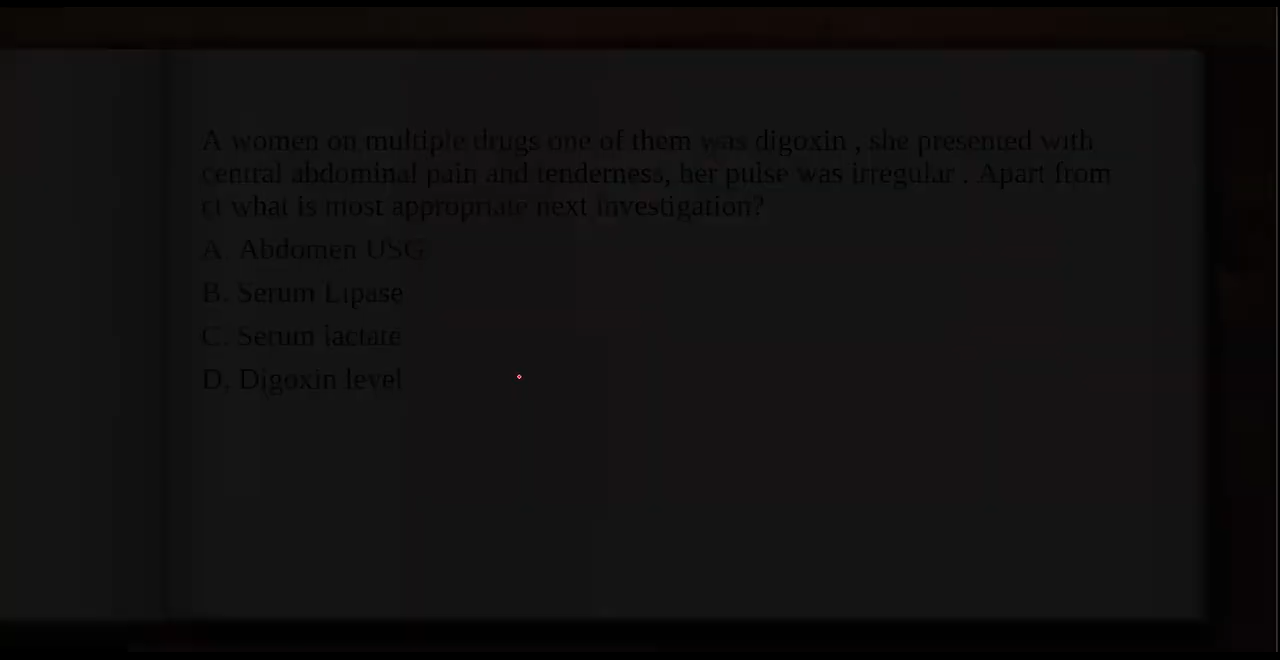 A women on multiple drugs one of them was digoxin , she presented with
central abdominal pain and tenderness, her pulse was irregular . Apart from
ct what is most appropriate next investigation?
A. Abdomen USG
B. Serum Lipase
C. Serum lactate
D. Digoxin level